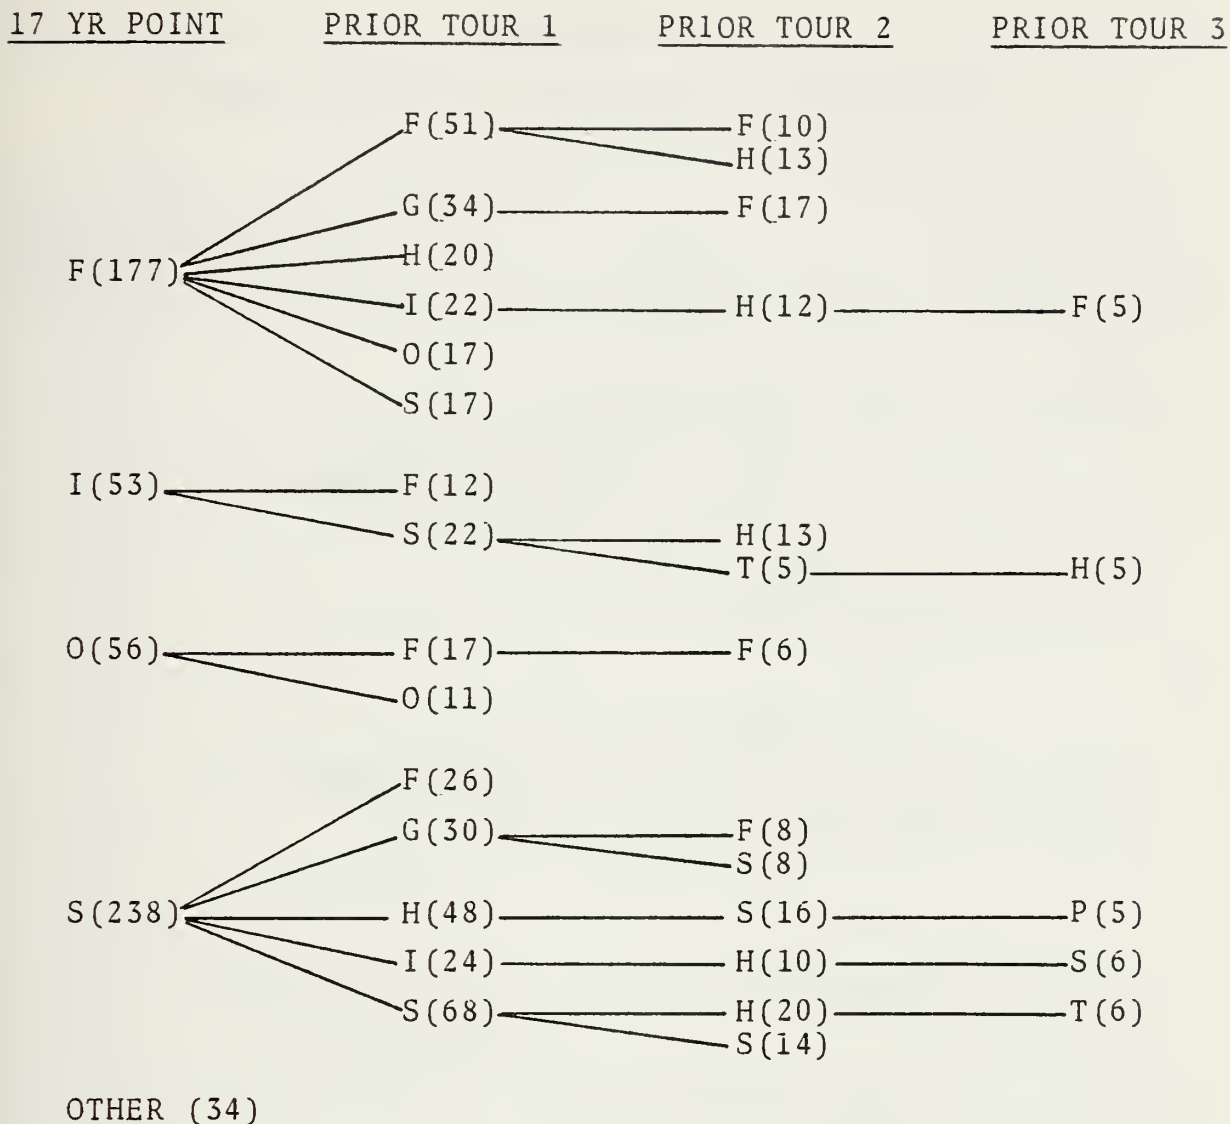 17 YR POINT PRIOR TOUR 1 PRIOR TOUR 2 PRIOR TOUR 3
F(51) F(10)
H(13)
G(34) F(17)
H(20)
F(177)
I(22) H(12) F(5)
O(17)
S(17)
I(53) F(12)
S(22) H(13)
T(5) H(5)
O(56) F(17) F(6)
O(11)
F(26)
G(30) F(8)
S(8)
S(238) H(48) S(16) P(5)
I(24) H(10) S(6)
S(68) H(20) T(6)
S(14)
OTHER (34)